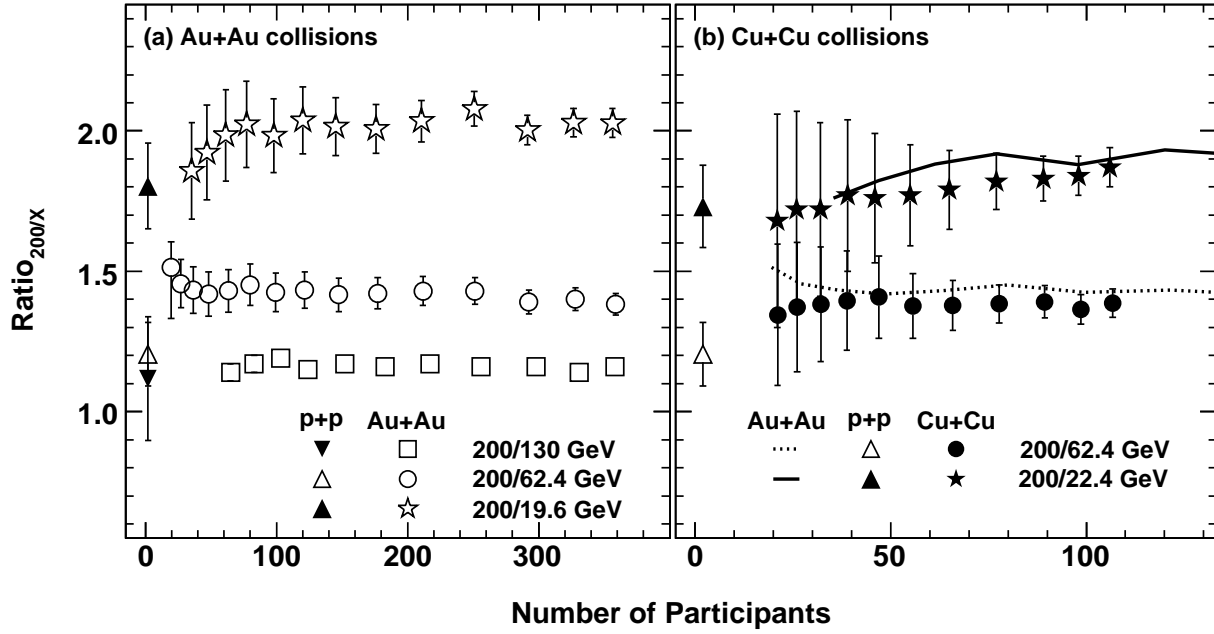 (a) Au+Au collisions
(b) Cu+Cu collisions
2.0
1.5
1.0
Ratio200/X
p+p Au+Au
200/130 GeV
200/62.4 GeV
200/19.6 GeV
Au+Au p+p Cu+Cu
200/62.4 GeV
200/22.4 GeV
0 100 200 300
0 50 100
Number of Participants